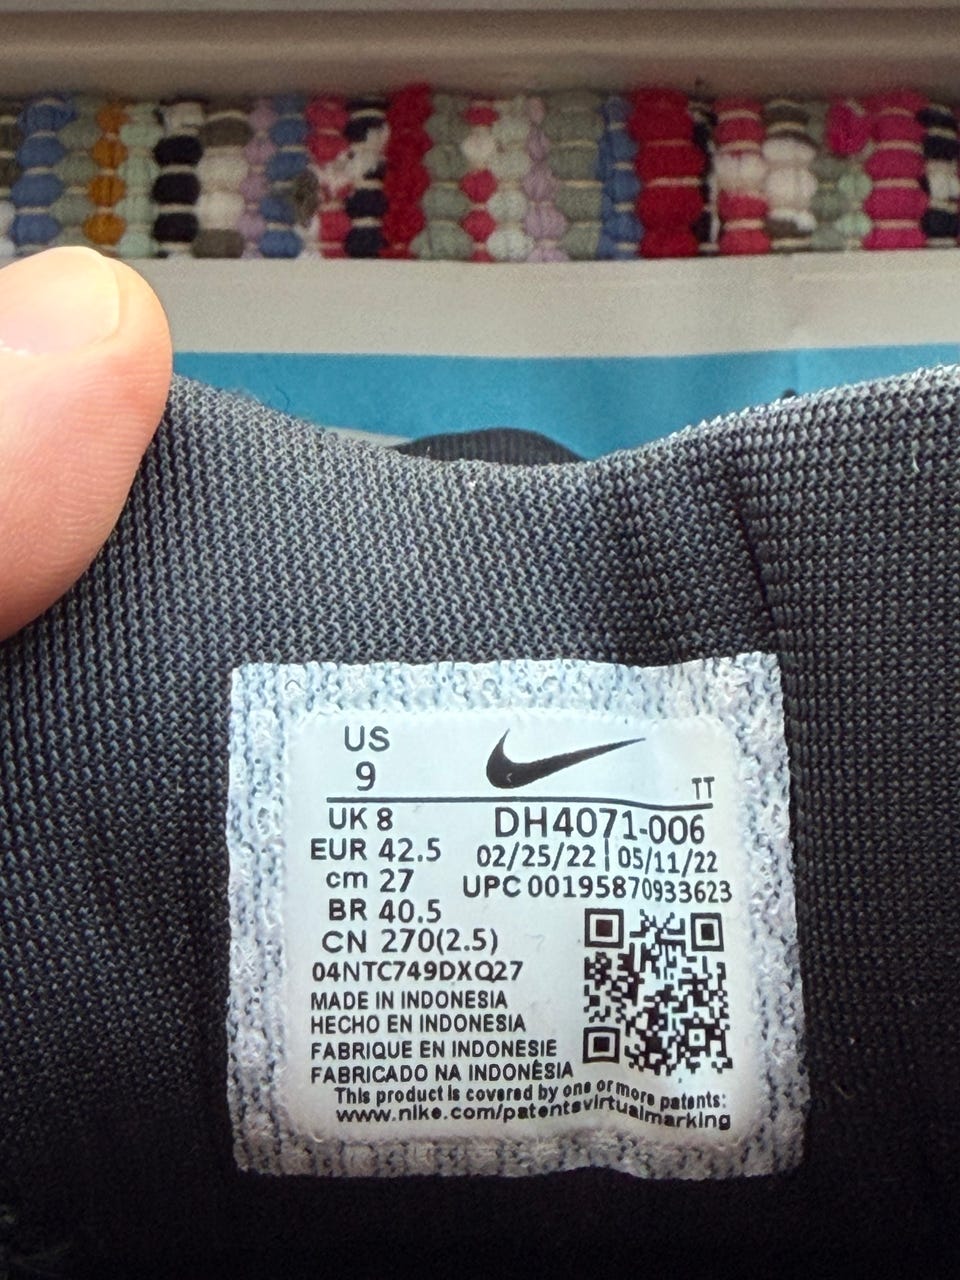 US
9
TT
UK 8
DH4071-006
EUR 42.5
02/25/22 | 05/11/22
cm 27
UPC 00195870933623
BR 40.5
CN 270(2.5)
04NTC749DXQ27
MADE IN INDONESIA
HECHO EN INDONESIA
FABRIQUE EN INDONESIE
FABRICADO NA INDONÉSIA
This product is covered by one or more patents:
www.nike.com/patentsvirtualmarking